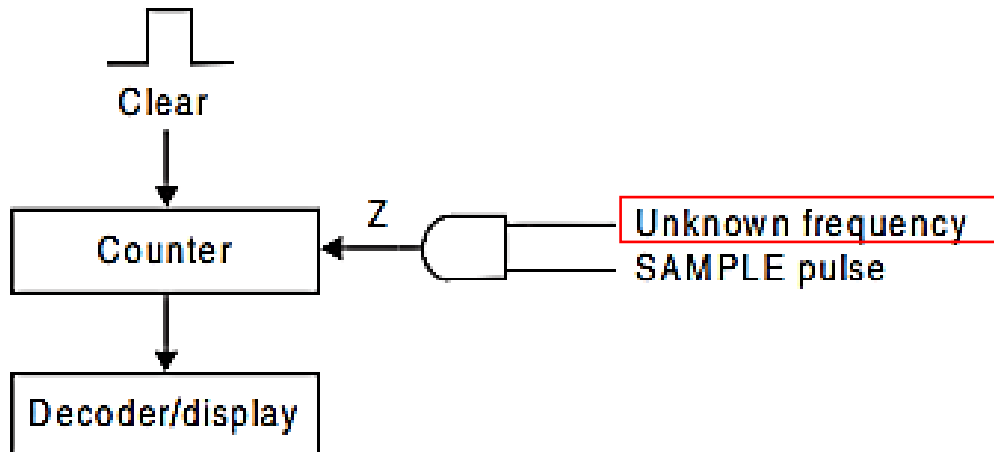 Clear
Z
Unknown frequency
Counter
SAMPLE pulse
Decoder/display